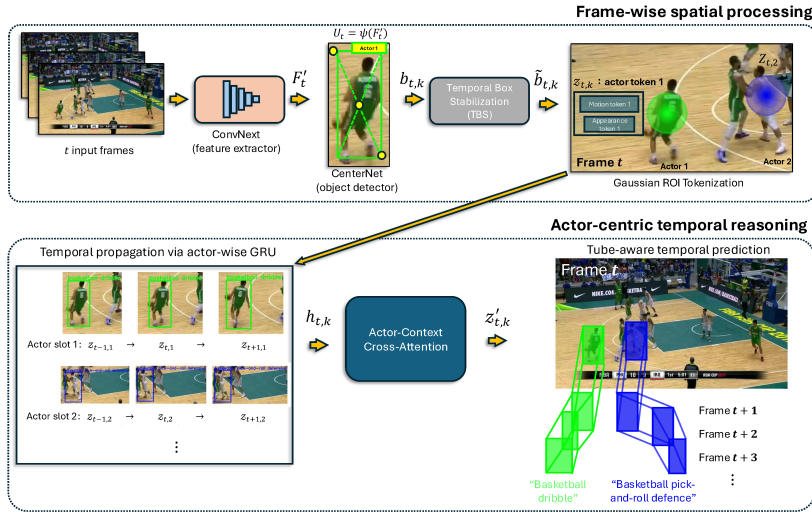 Frame-wise spatial processing
U_t = ψ(F'_t)
Actor 1
F'_t
b_{t,k}
Temporal Box
Stabilization
(TBS)
b̃_{t,k}
ConvNext
(feature extractor)
t input frames
CenterNet
(object detector)
z_{t,k} : actor token 1
Z_{t,2}
Motion token 1
Appearance
token 1
Frame t
Actor 1
Actor 2
Gaussian ROI Tokenization
Actor-centric temporal reasoning
Temporal propagation via actor-wise GRU
Actor slot 1: z_{t−1,1} → z_{t,1} → z_{t+1,1}
Actor slot 2: z_{t−1,2} → z_{t,2} → z_{t+1,2}
⋮
h_{t,k}
Actor-Context
Cross-Attention
z'_{t,k}
Tube-aware temporal prediction
Frame t
NIKE.COM
Frame t + 1
Frame t + 2
Frame t + 3
⋮
“Basketball
dribble”
“Basketball pick-
and-roll defence”